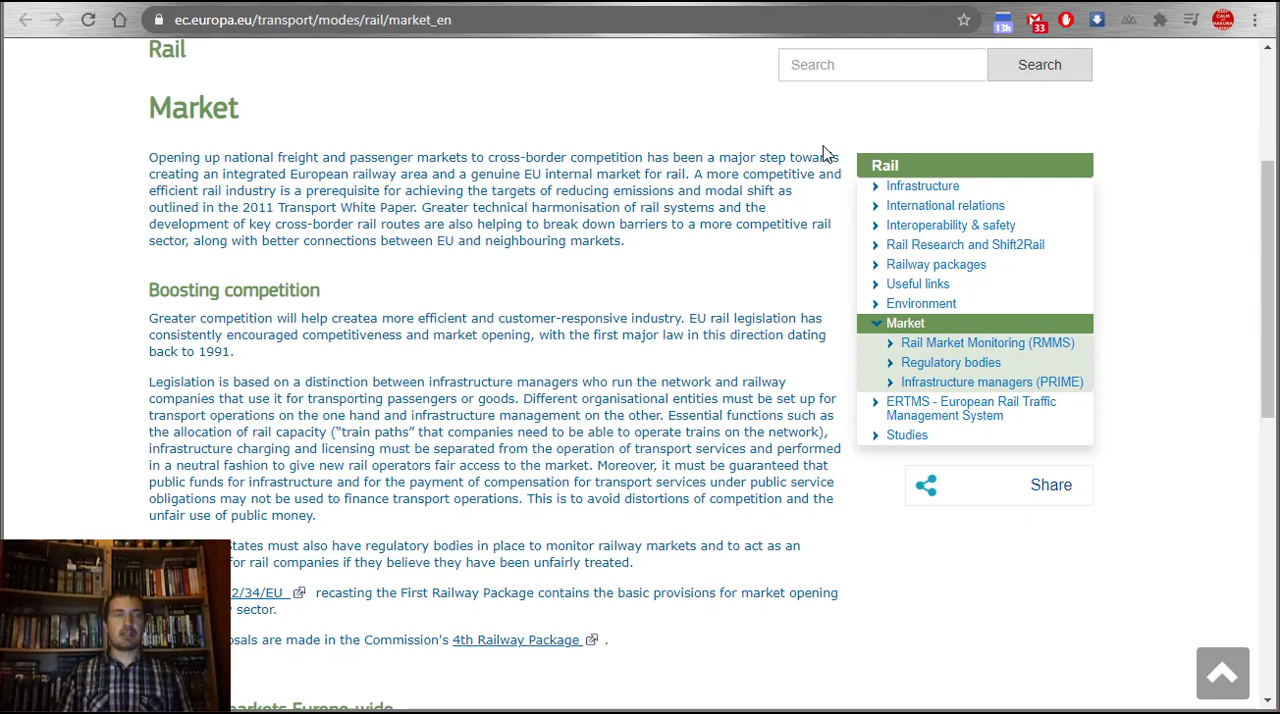 ec.europa.eu/transport/modes/rail/market_en
13h
33
Rail
Search
Search
Market
Opening up national freight and passenger markets to cross-border competition has been a major step towards
creating an integrated European railway area and a genuine EU internal market for rail. A more competitive and
efficient rail industry is a prerequisite for achieving the targets of reducing emissions and modal shift as
outlined in the 2011 Transport White Paper. Greater technical harmonisation of rail systems and the
development of key cross-border rail routes are also helping to break down barriers to a more competitive rail
sector, along with better connections between EU and neighbouring markets.
Boosting competition
Greater competition will help createa more efficient and customer-responsive industry. EU rail legislation has
consistently encouraged competitiveness and market opening, with the first major law in this direction dating
back to 1991.
Legislation is based on a distinction between infrastructure managers who run the network and railway
companies that use it for transporting passengers or goods. Different organisational entities must be set up for
transport operations on the one hand and infrastructure management on the other. Essential functions such as
the allocation of rail capacity (“train paths” that companies need to be able to operate trains on the network),
infrastructure charging and licensing must be separated from the operation of transport services and performed
in a neutral fashion to give new rail operators fair access to the market. Moreover, it must be guaranteed that
public funds for infrastructure and for the payment of compensation for transport services under public service
obligations may not be used to finance transport operations. This is to avoid distortions of competition and the
unfair use of public money.
States must also have regulatory bodies in place to monitor railway markets and to act as an
for rail companies if they believe they have been unfairly treated.
2/34/EU recasting the First Railway Package contains the basic provisions for market opening
sector.
osals are made in the Commission's 4th Railway Package .
markets Europe-wide
Rail
Infrastructure
International relations
Interoperability & safety
Rail Research and Shift2Rail
Railway packages
Useful links
Environment
Market
Rail Market Monitoring (RMMS)
Regulatory bodies
Infrastructure managers (PRIME)
ERTMS - European Rail Traffic
Management System
Studies
Share